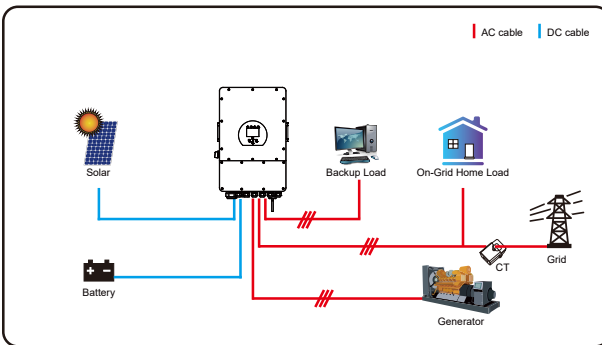 AC cable
DC cable
Solar
Backup Load
On-Grid Home Load
CT
Grid
Battery
Generator